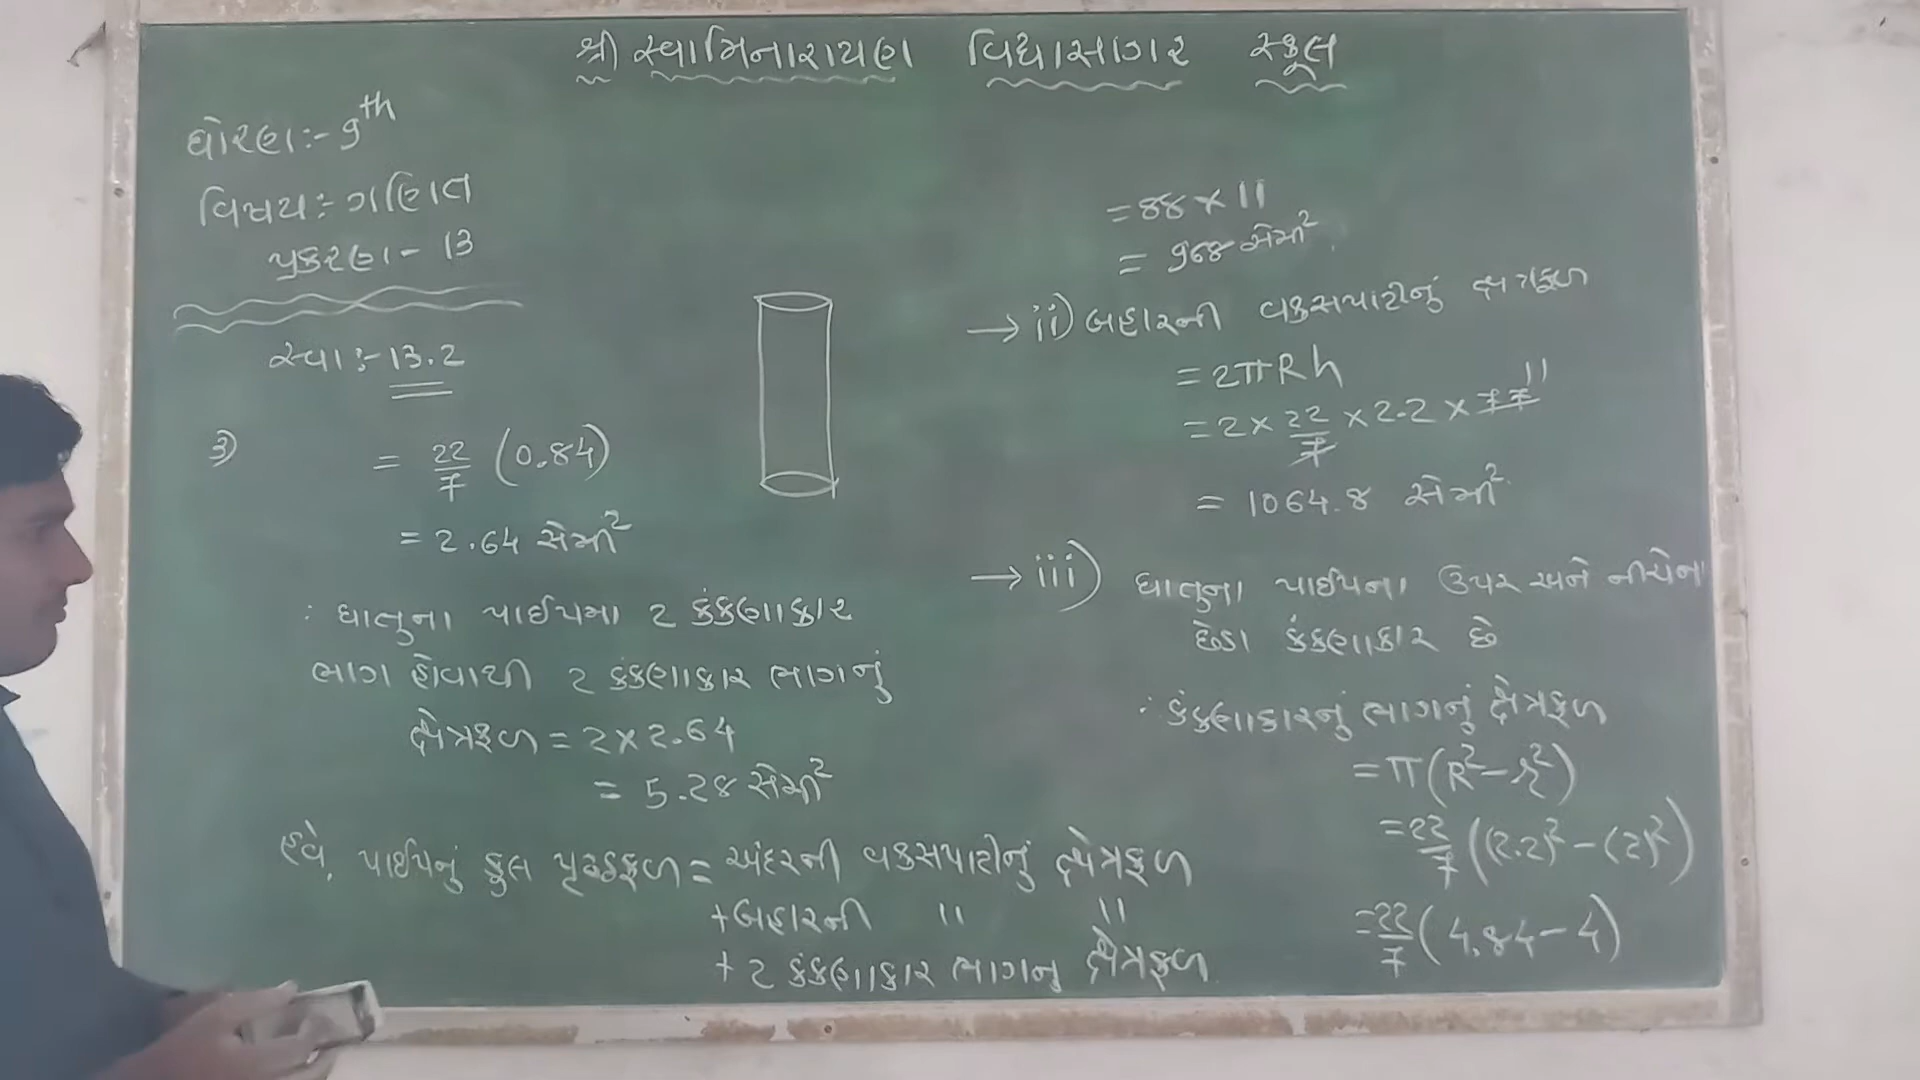 શ્રી સ્વામિનારાયણ વિદ્યાસાગર સ્કૂલ
ધોરણ:- 9th
વિષય:- ગણિત
પ્રકરણ- 13
સ્વા:- 13.2
3)
= 22/7 (0.84)
= 2.64 સેમી²
∴ ધાતુના પાઈપમા 2 કંકણાકાર
ભાગ હોવાથી 2 કંકણાકાર ભાગનું
ક્ષેત્રફળ = 2 × 2.64
= 5.28 સેમી²
હવે, પાઈપનું કુલ પૃષ્ઠફળ = અંદરની વક્રસપાટીનું ક્ષેત્રફળ
+ બહારની " "
+ 2 કંકણાકાર ભાગનુ ક્ષેત્રફળ
= 88 × 11
= 968 સેમી²
→ ii) બહારની વક્રસપાટીનું ક્ષેત્રફળ
= 2πRh
= 2 × 22/7 × 2.2 × 77 11
= 1064.8 સેમી²
→ iii) ધાતુના પાઈપના ઉપર અને નીચેના
છેડા કંકણાકાર છે
∴ કંકણાકારનું ભાગનું ક્ષેત્રફળ
= π(R² - r²)
= 22/7 ((2.2)² - (2)²)
= 22/7 (4.84 - 4)